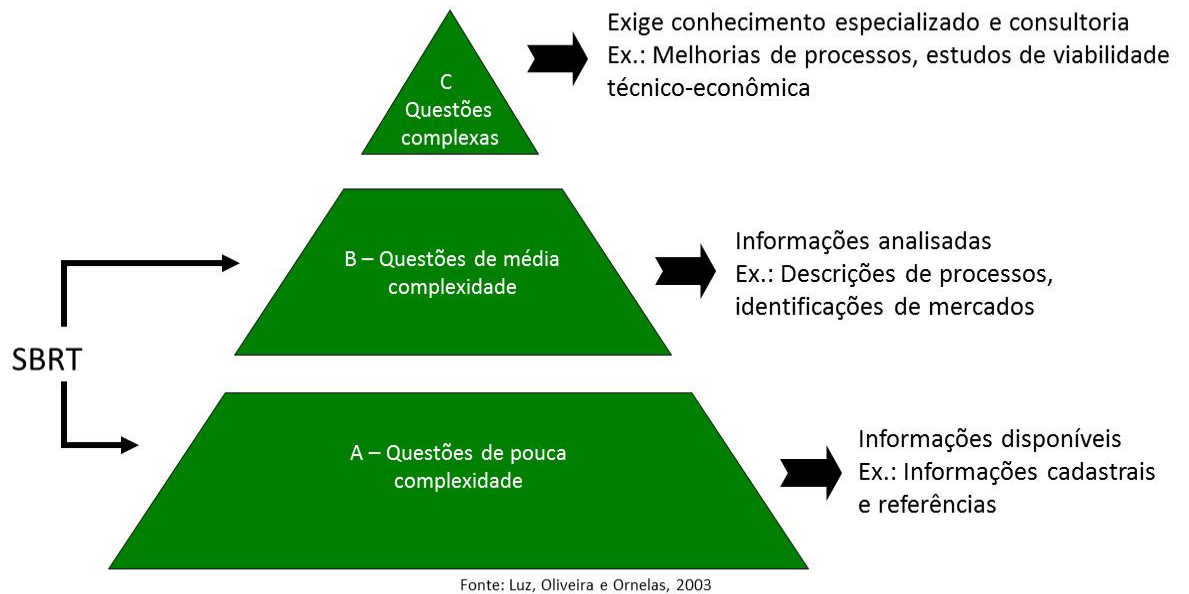 C
Questões
complexas
Exige conhecimento especializado e consultoria
Ex.: Melhorias de processos, estudos de viabilidade
técnico-econômica
B – Questões de média
complexidade
Informações analisadas
Ex.: Descrições de processos,
identificações de mercados
SBRT
A – Questões de pouca
complexidade
Informações disponíveis
Ex.: Informações cadastrais
e referências
Fonte: Luz, Oliveira e Ornelas, 2003